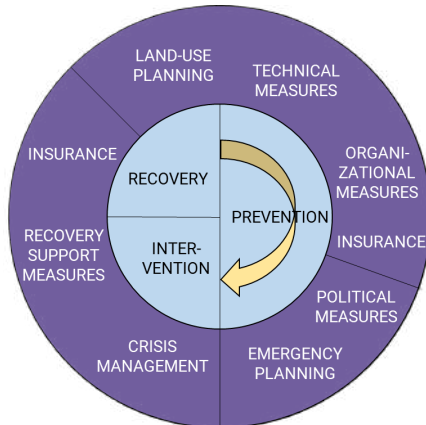 LAND-USE
PLANNING
TECHNICAL
MEASURES
INSURANCE
ORGANI-
ZATIONAL
MEASURES
RECOVERY
PREVENTION
INSURANCE
RECOVERY
SUPPORT
MEASURES
INTER-
VENTION
POLITICAL
MEASURES
CRISIS
MANAGEMENT
EMERGENCY
PLANNING